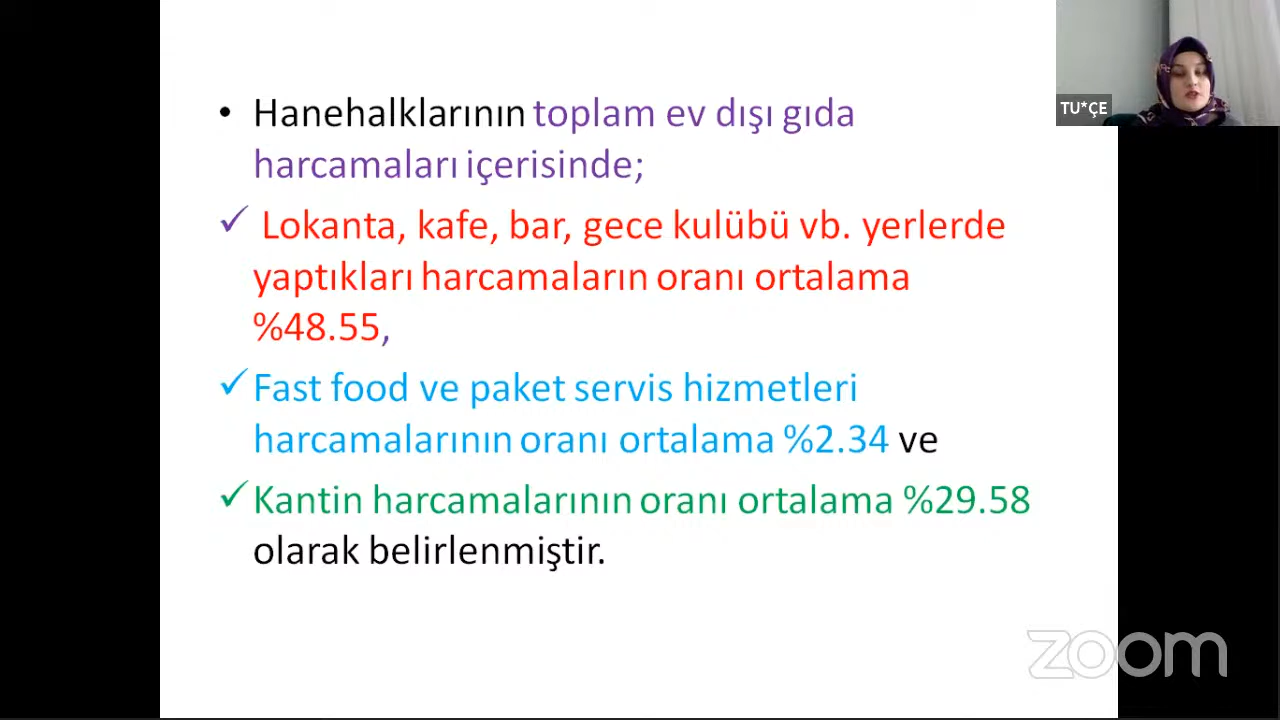 • Hanehalklarının toplam ev dışı gıda
harcamaları içerisinde;
✓ Lokanta, kafe, bar, gece kulübü vb. yerlerde
yaptıkları harcamaların oranı ortalama
%48.55,
✓ Fast food ve paket servis hizmetleri
harcamalarının oranı ortalama %2.34 ve
✓ Kantin harcamalarının oranı ortalama %29.58
olarak belirlenmiştir.
TU*ÇE
zoom